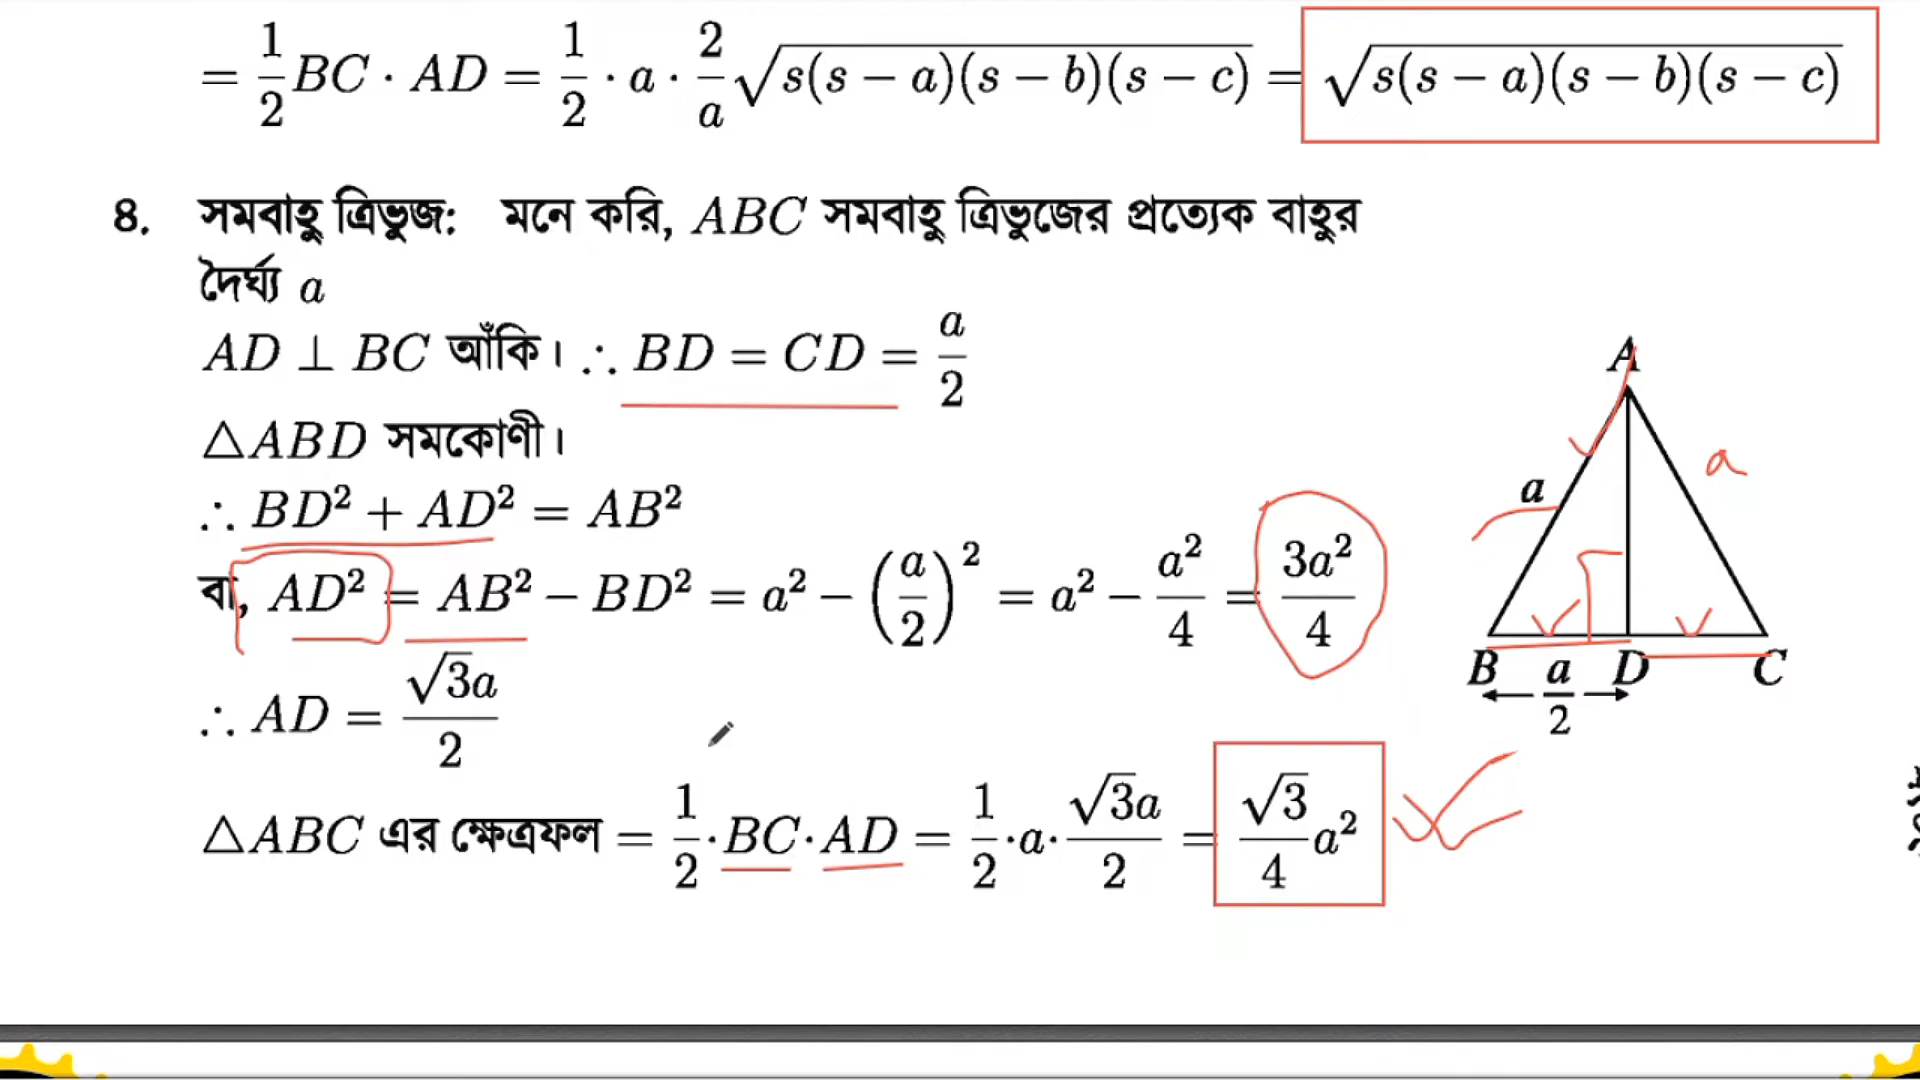 = 1/2 BC · AD = 1/2 · a · 2/a √(s(s − a)(s − b)(s − c)) = √(s(s − a)(s − b)(s − c))
৪. সমবাহু ত্রিভুজ: মনে করি, ABC সমবাহু ত্রিভুজের প্রত্যেক বাহুর
দৈর্ঘ্য a
AD ⊥ BC আঁকি। ∴ BD = CD = a/2
△ABD সমকোণী।
∴ BD² + AD² = AB²
বা, AD² = AB² − BD² = a² − (a/2)² = a² − a²/4 = 3a²/4
∴ AD = √3a/2
△ABC এর ক্ষেত্রফল = 1/2 · BC · AD = 1/2 · a · √3a/2 = √3/4 a²
A
a
a
B a/2 D C